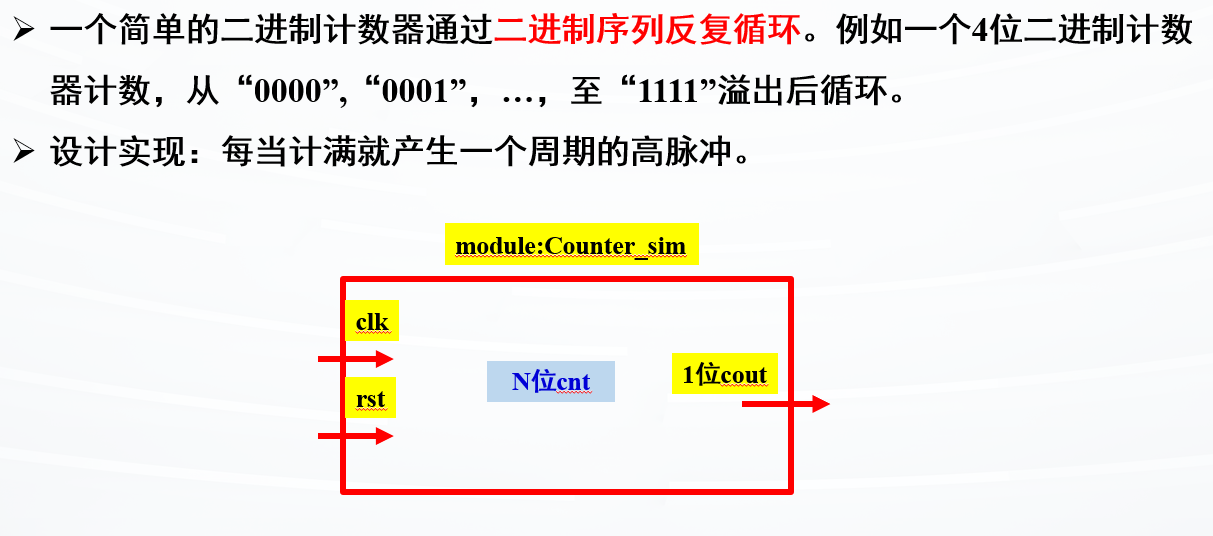 ➢ 一个简单的二进制计数器通过二进制序列反复循环。例如一个4位二进制计数
器计数，从“0000”, “0001”，…，至“1111”溢出后循环。
➢ 设计实现：每当计满就产生一个周期的高脉冲。
module:Counter_sim
clk
rst
N位cnt
1位cout